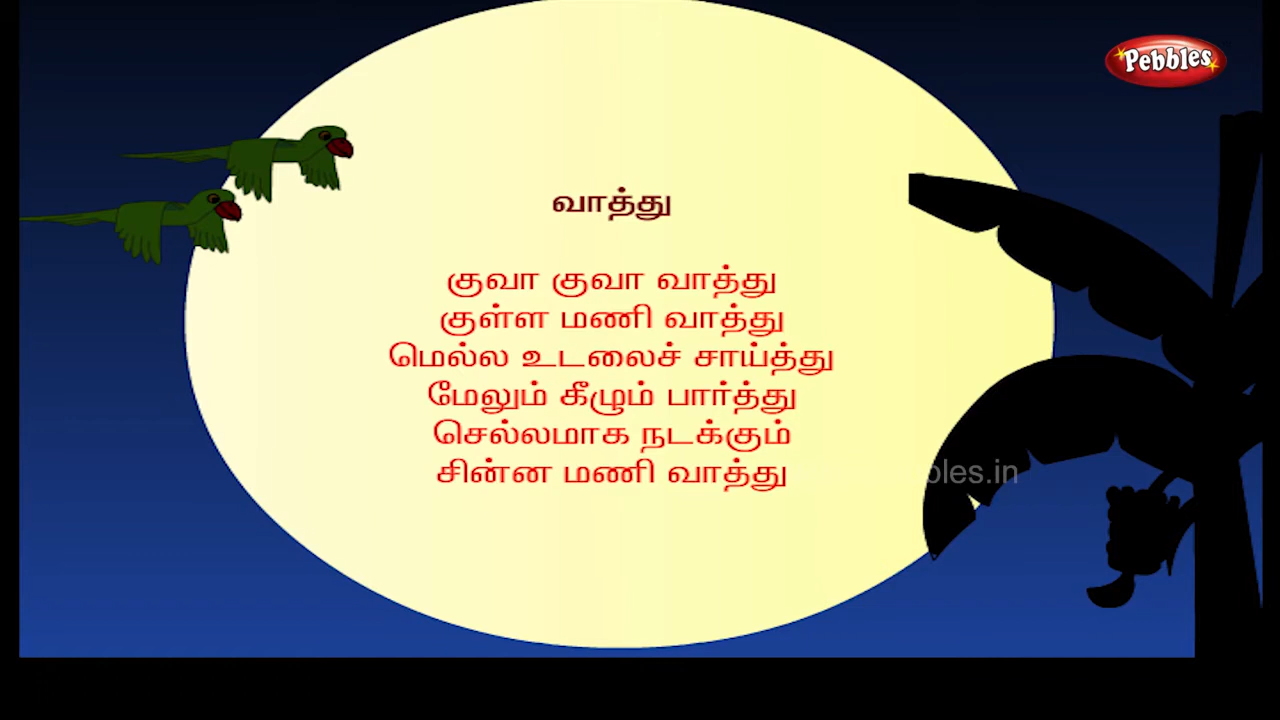 Pebbles
வாத்து
குவா குவா வாத்து
குள்ள மணி வாத்து
மெல்ல உடலைச் சாய்த்து
மேலும் கீழும் பார்த்து
செல்லமாக நடக்கும்
சின்ன மணி வாத்து